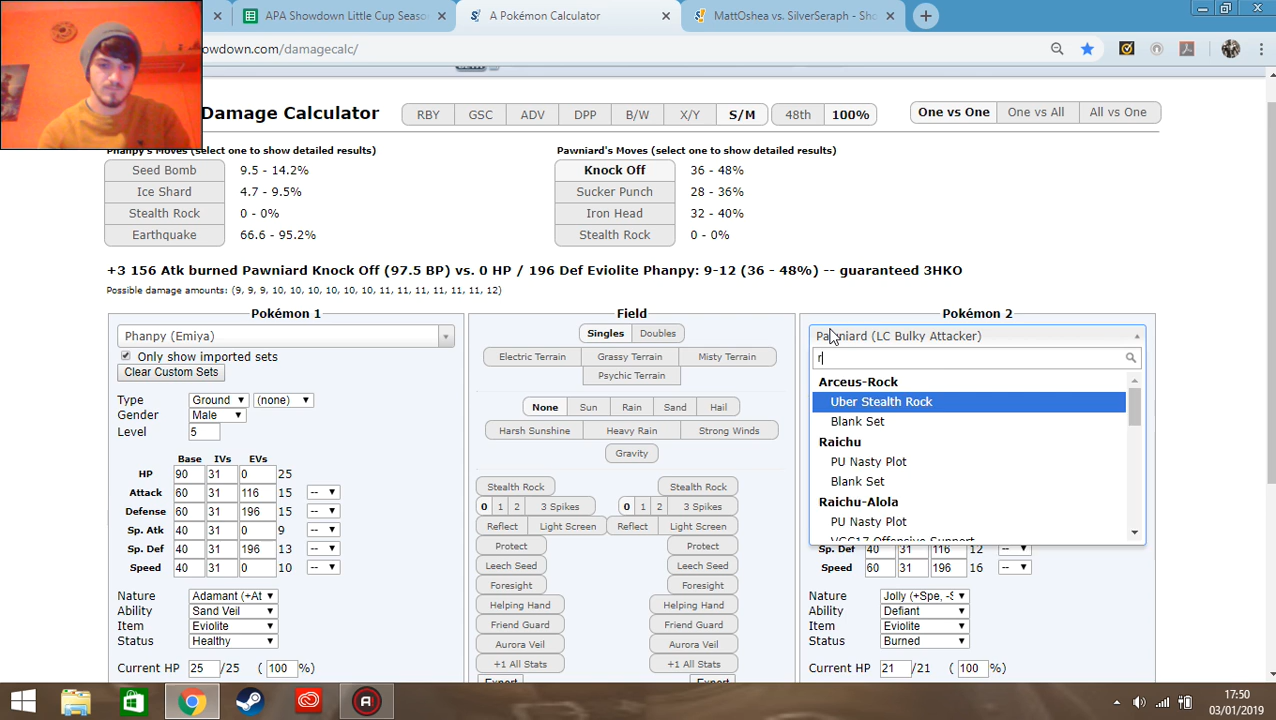 APA Showdown Little Cup Seaso
A Pokémon Calculator
MattOshea vs. SilverSeraph - Sho
owdown.com/damagecalc/
Damage Calculator
RBY GSC ADV DPP B/W X/Y S/M 48th 100% One vs One One vs All All vs One
Phanpy's Moves (select one to show detailed results) Pawniard's Moves (select one to show detailed results)
Seed Bomb 9.5 - 14.2% Knock Off 36 - 48%
Ice Shard 4.7 - 9.5% Sucker Punch 28 - 36%
Stealth Rock 0 - 0% Iron Head 32 - 40%
Earthquake 66.6 - 95.2% Stealth Rock 0 - 0%
+3 156 Atk burned Pawniard Knock Off (97.5 BP) vs. 0 HP / 196 Def Eviolite Phanpy: 9-12 (36 - 48%) -- guaranteed 3HKO
Possible damage amounts: (9, 9, 9, 10, 10, 10, 10, 10, 10, 11, 11, 11, 11, 11, 11, 12)
Pokémon 1 Field Pokémon 2
Phanpy (Emiya)
Only show imported sets
Clear Custom Sets
Type Ground (none)
Gender Male
Level 5
Base IVs EVs
HP 90 31 0 25
Attack 60 31 116 15 --
Defense 60 31 196 15 --
Sp. Atk 40 31 0 9 --
Sp. Def 40 31 196 13 --
Speed 40 31 0 10 --
Nature Adamant (+At
Ability Sand Veil
Item Eviolite
Status Healthy
Current HP 25 /25 ( 100 %)
Singles Doubles
Electric Terrain Grassy Terrain Misty Terrain
Psychic Terrain
None Sun Rain Sand Hail
Harsh Sunshine Heavy Rain Strong Winds
Gravity
Stealth Rock Stealth Rock
0 1 2 3 Spikes 0 1 2 3 Spikes
Reflect Light Screen Reflect Light Screen
Protect Protect
Leech Seed Leech Seed
Foresight Foresight
Helping Hand Helping Hand
Friend Guard Friend Guard
Aurora Veil Aurora Veil
+1 All Stats +1 All Stats
Export Export
Pawniard (LC Bulky Attacker)
r
Arceus-Rock
Uber Stealth Rock
Blank Set
Raichu
PU Nasty Plot
Blank Set
Raichu-Alola
PU Nasty Plot
VGC17 Offensive Support
Sp. Def 40 31 116 12 --
Speed 60 31 196 16 --
Nature Jolly (+Spe, -S
Ability Defiant
Item Eviolite
Status Burned
Current HP 21 /21 ( 100 %)
17:50
03/01/2019